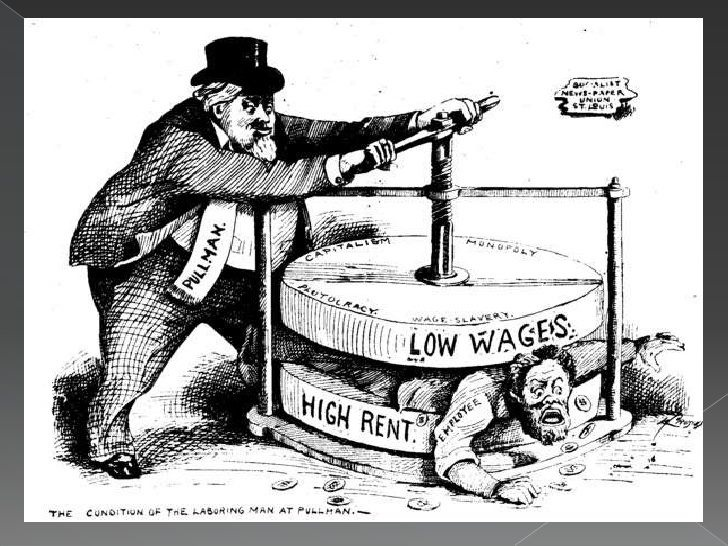 SOCIALIST
NEWS-PAPER
UNION
ST. LOUIS
PULLMAN.
CAPITALISM
MONOPOLY
PLUTOCRACY.
WAGE-SLAVERY.
LOW WAGES.
HIGH RENT.
EMPLOYEE
THE CONDITION OF THE LABORING MAN AT PULLMAN.—